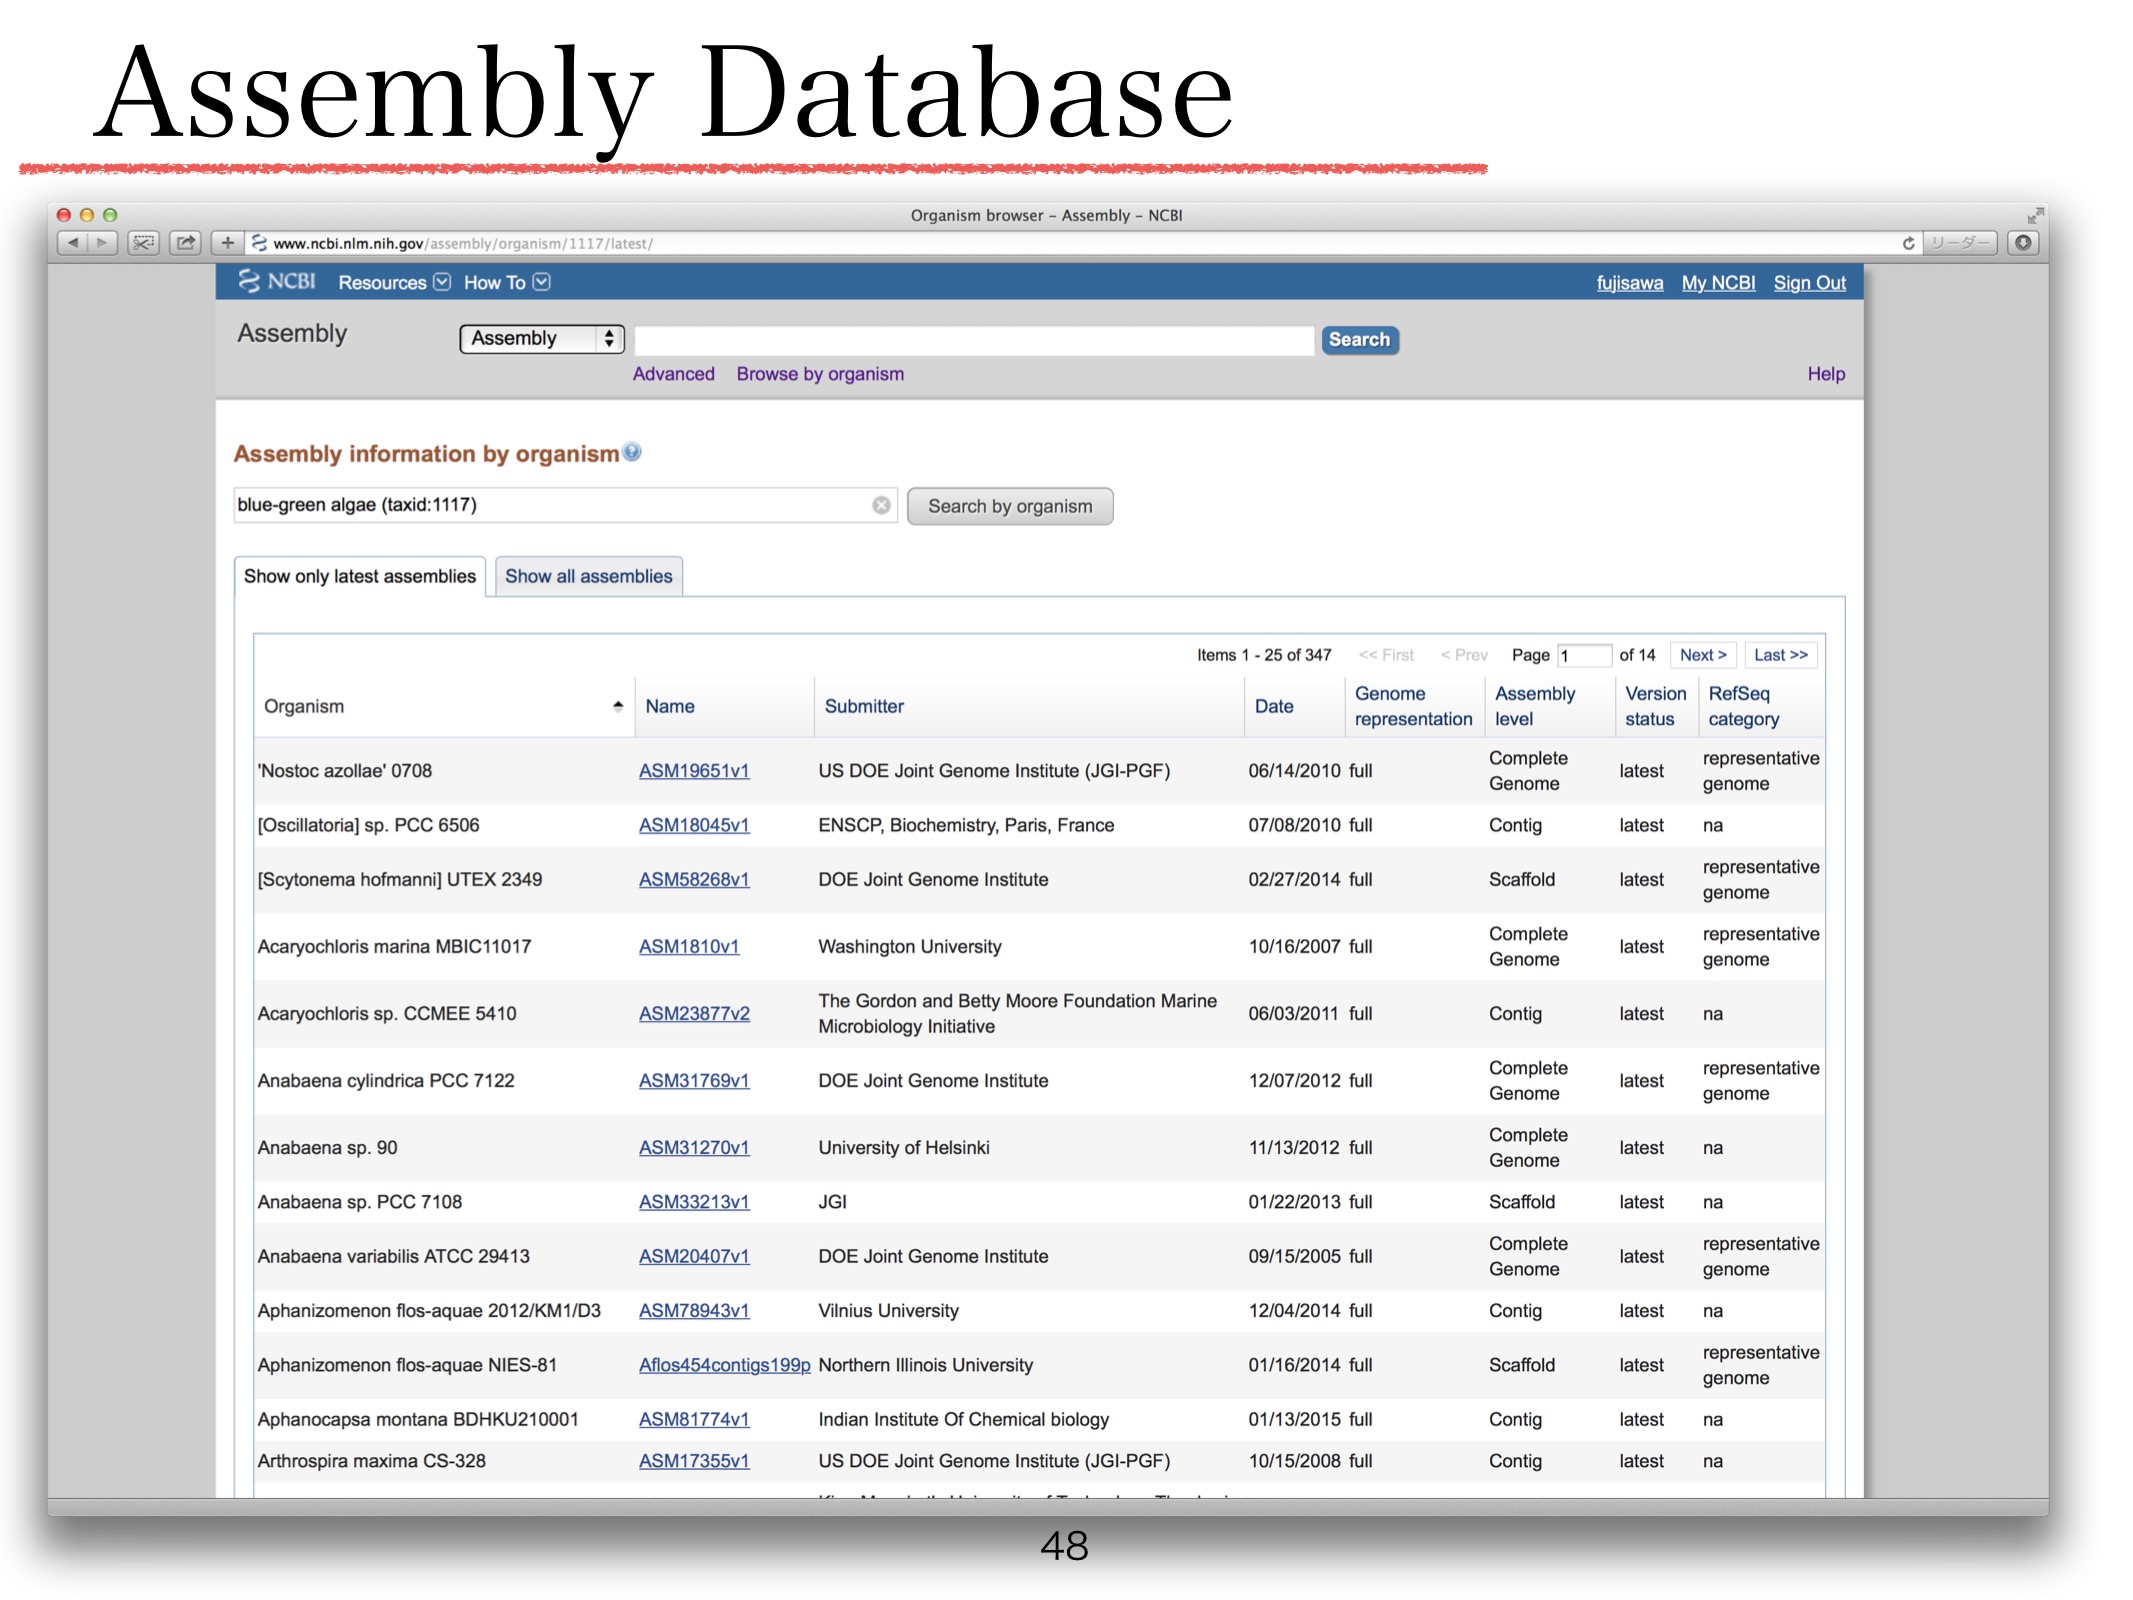 Assembly Database
Organism browser – Assembly – NCBI
www.ncbi.nlm.nih.gov/assembly/organism/1117/latest/
リーダー
NCBI Resources How To fujisawa My NCBI Sign Out
Assembly Assembly Search
Advanced Browse by organism Help
Assembly information by organism
blue-green algae (taxid:1117) Search by organism
Show only latest assemblies Show all assemblies
Items 1 - 25 of 347 << First < Prev Page 1 of 14 Next > Last >>
Organism Name Submitter Date Genome representation Assembly level Version status RefSeq category
'Nostoc azollae' 0708 ASM19651v1 US DOE Joint Genome Institute (JGI-PGF) 06/14/2010 full Complete Genome latest representative genome
[Oscillatoria] sp. PCC 6506 ASM18045v1 ENSCP, Biochemistry, Paris, France 07/08/2010 full Contig latest na
[Scytonema hofmanni] UTEX 2349 ASM58268v1 DOE Joint Genome Institute 02/27/2014 full Scaffold latest representative genome
Acaryochloris marina MBIC11017 ASM1810v1 Washington University 10/16/2007 full Complete Genome latest representative genome
Acaryochloris sp. CCMEE 5410 ASM23877v2 The Gordon and Betty Moore Foundation Marine Microbiology Initiative 06/03/2011 full Contig latest na
Anabaena cylindrica PCC 7122 ASM31769v1 DOE Joint Genome Institute 12/07/2012 full Complete Genome latest representative genome
Anabaena sp. 90 ASM31270v1 University of Helsinki 11/13/2012 full Complete Genome latest na
Anabaena sp. PCC 7108 ASM33213v1 JGI 01/22/2013 full Scaffold latest na
Anabaena variabilis ATCC 29413 ASM20407v1 DOE Joint Genome Institute 09/15/2005 full Complete Genome latest representative genome
Aphanizomenon flos-aquae 2012/KM1/D3 ASM78943v1 Vilnius University 12/04/2014 full Contig latest na
Aphanizomenon flos-aquae NIES-81 Aflos454contigs199p Northern Illinois University 01/16/2014 full Scaffold latest representative genome
Aphanocapsa montana BDHKU210001 ASM81774v1 Indian Institute Of Chemical biology 01/13/2015 full Contig latest na
Arthrospira maxima CS-328 ASM17355v1 US DOE Joint Genome Institute (JGI-PGF) 10/15/2008 full Contig latest na
48